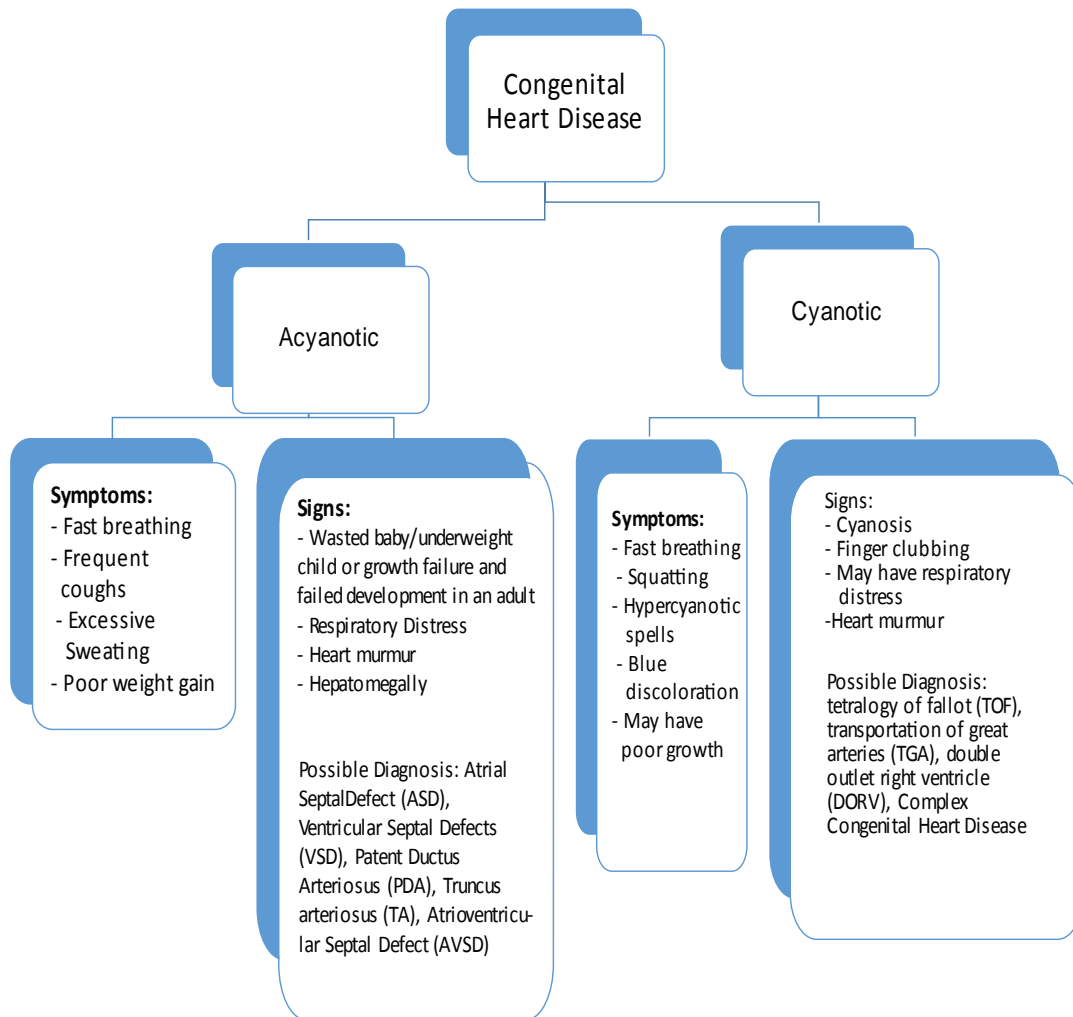 Congenital
Heart Disease
Acyanotic
Cyanotic
Symptoms:
- Fast breathing
- Frequent
coughs
- Excessive
Sweating
- Poor weight gain
Signs:
- Wasted baby/underweight
child or growth failure and
failed development in an adult
- Respiratory Distress
- Heart murmur
- Hepatomegally
Possible Diagnosis: Atrial
SeptalDefect (ASD),
Ventricular Septal Defects
(VSD), Patent Ductus
Arteriosus (PDA), Truncus
arteriosus (TA), Atrioventricu-
lar Septal Defect (AVSD)
Symptoms:
- Fast breathing
- Squatting
- Hypercyanotic
spells
- Blue
discoloration
- May have
poor growth
Signs:
- Cyanosis
- Finger clubbing
- May have respiratory
distress
-Heart murmur
Possible Diagnosis:
tetralogy of fallot (TOF),
transportation of great
arteries (TGA), double
outlet right ventricle
(DORV), Complex
Congenital Heart Disease